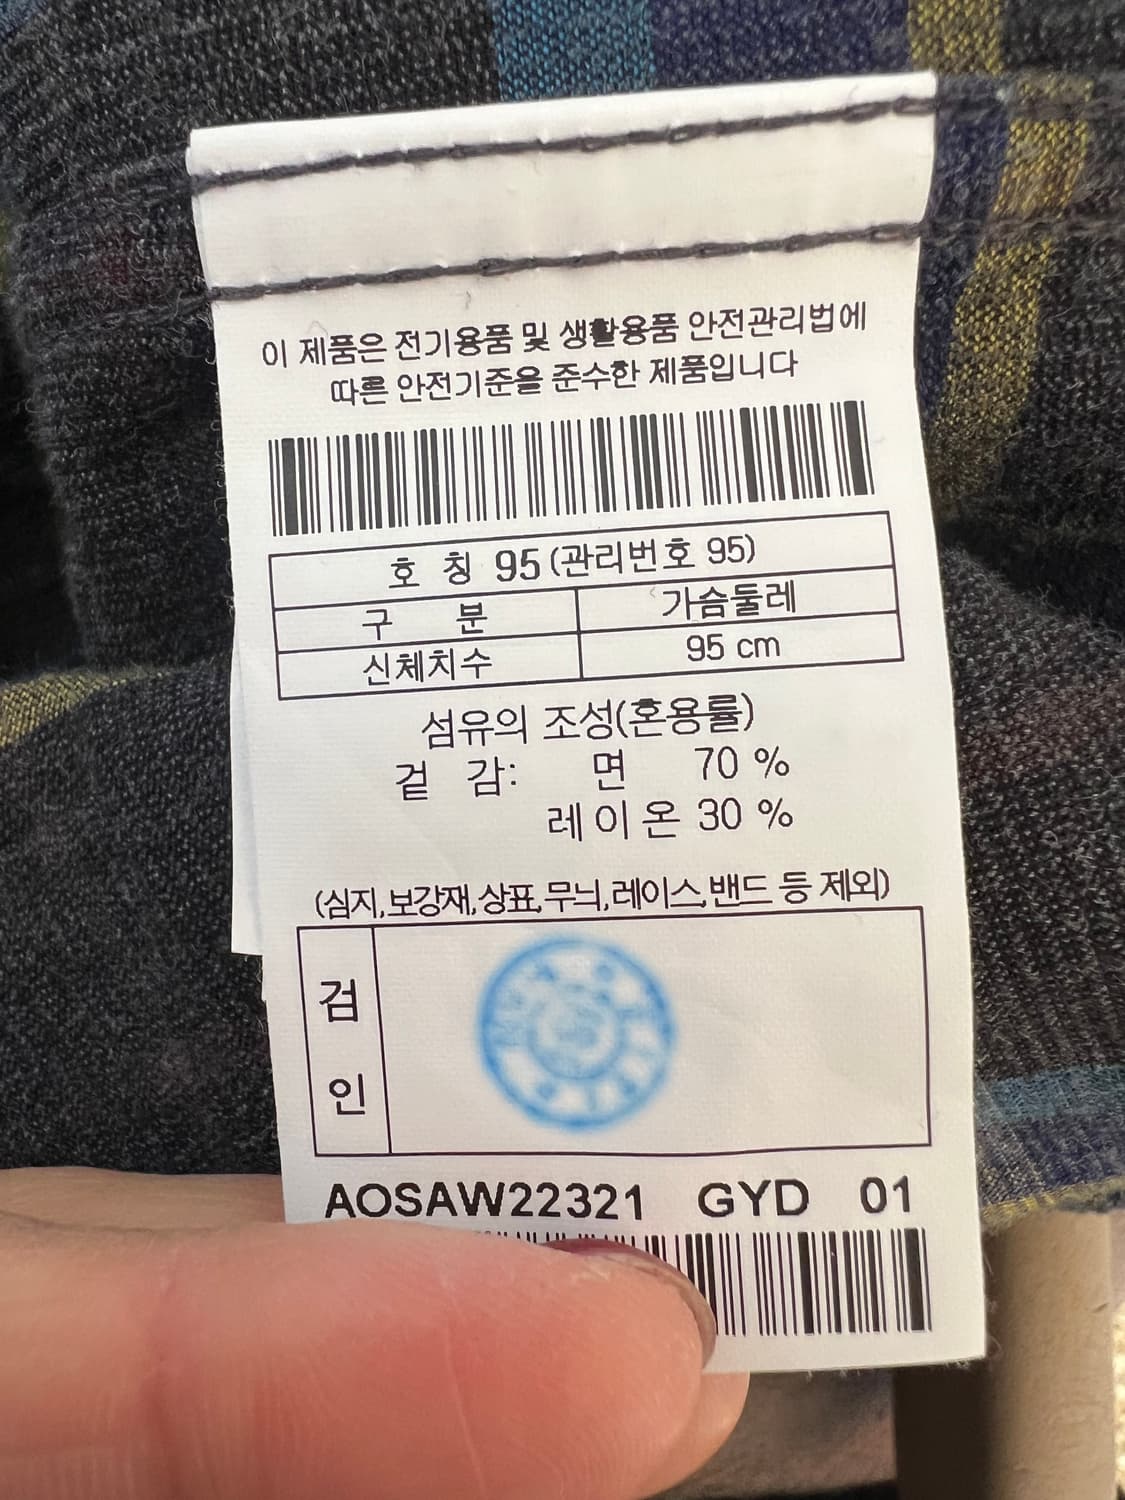 이 제품은 전기용품 및 생활용품 안전관리법에
따른 안전기준을 준수한 제품입니다
호 칭 95 (관리번호 95)
구 분 가슴둘레
신체치수 95 cm
섬유의 조성(혼용률)
겉 감: 면 70 %
레이온 30 %
(심지,보강재,상표,무늬,레이스,밴드 등 제외)
검
인
AOSAW22321 GYD 01